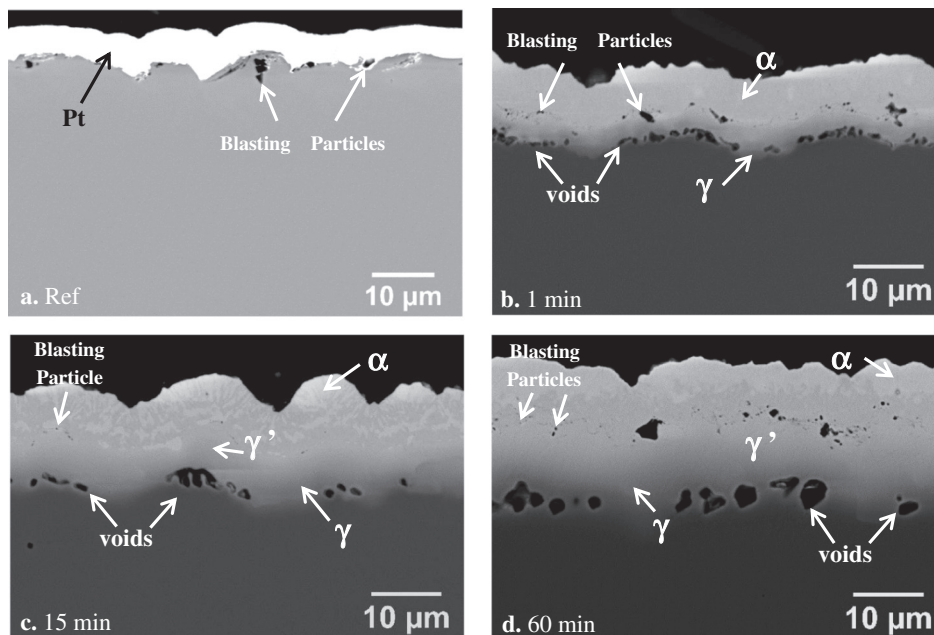 Pt
Blasting Particles
a. Ref
10 µm
Blasting Particles
α
voids
γ
b. 1 min
10 µm
Blasting
Particle
α
γ’
voids
γ
c. 15 min
10 µm
Blasting
Particles
α
γ’
γ
voids
d. 60 min
10 µm